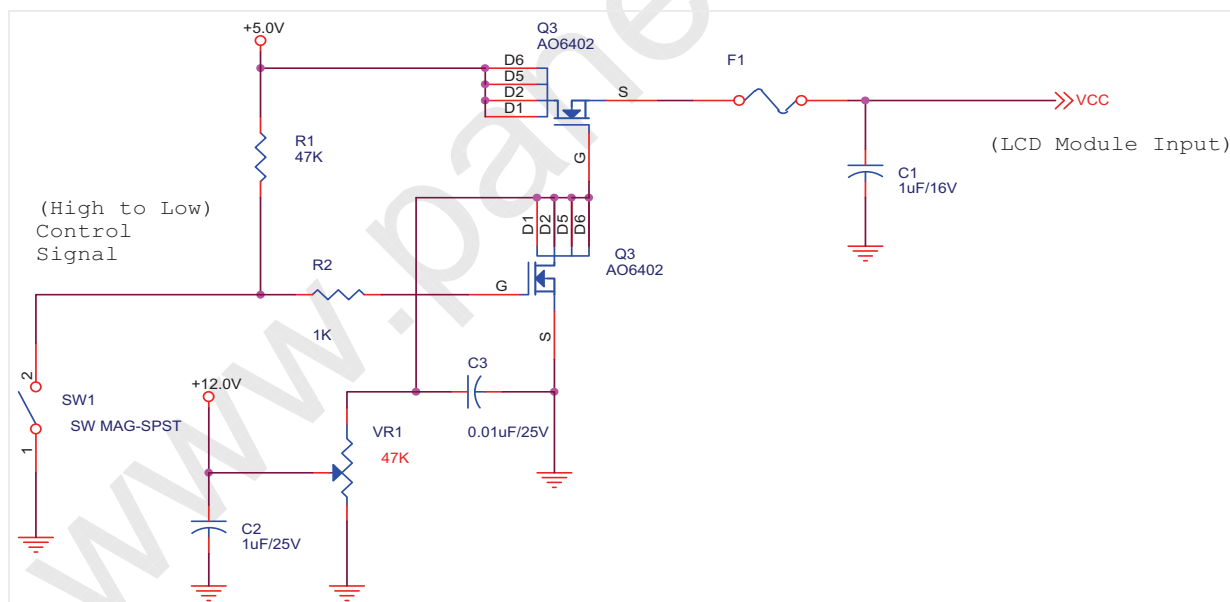 www.pane
+5.0V
Q3
AO6402
D6
D5
D2
D1
S
G
F1
VCC
(LCD Module Input)
R1
47K
C1
1uF/16V
(High to Low)
Control
Signal
D1
D2
D5
D6
Q3
AO6402
R2
G
1K
S
C3
0.01uF/25V
2
SW1
SW MAG-SPST
1
+12.0V
VR1
47K
C2
1uF/25V